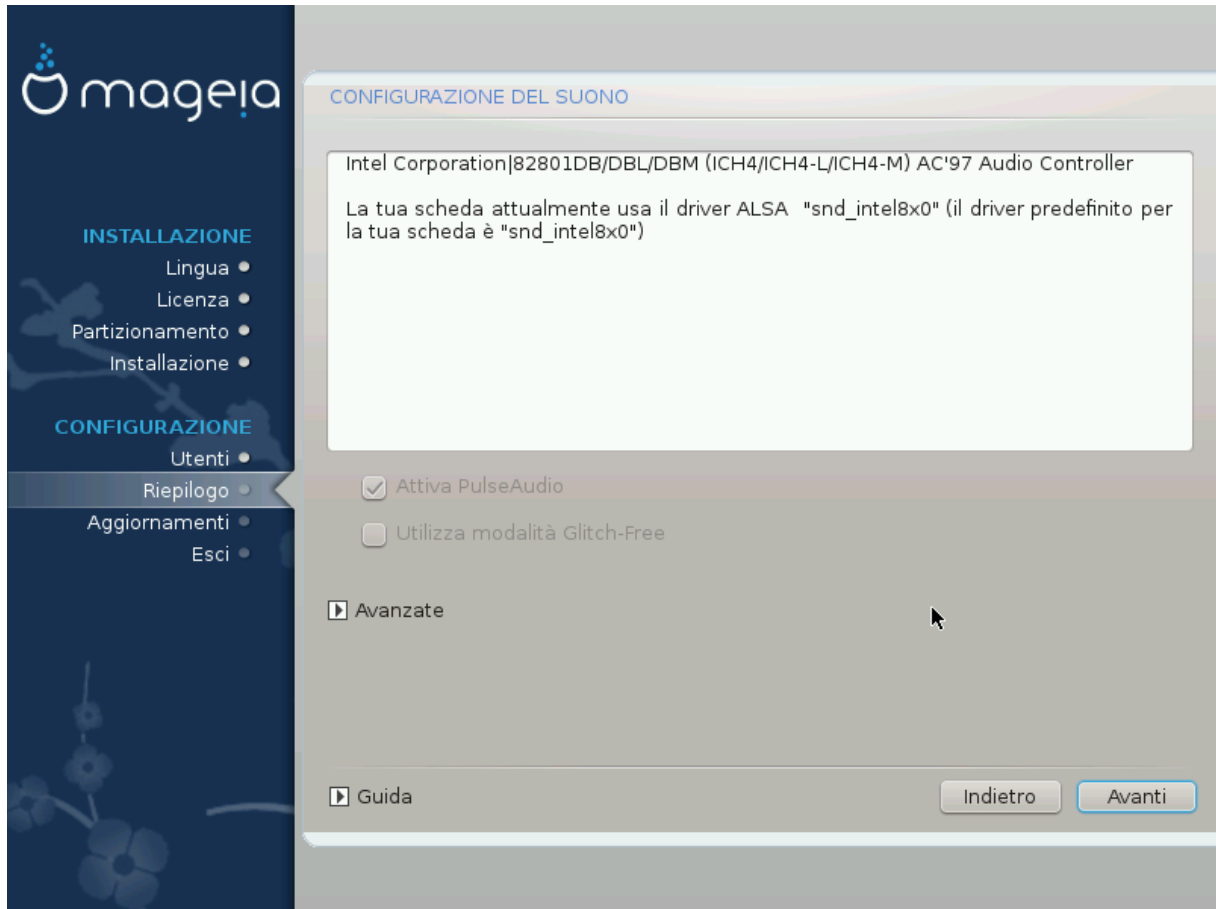 mageia
INSTALLAZIONE
Lingua
Licenza
Partizionamento
Installazione
CONFIGURAZIONE
Utenti
Riepilogo
Aggiornamenti
Esci
CONFIGURAZIONE DEL SUONO
Intel Corporation|82801DB/DBL/DBM (ICH4/ICH4-L/ICH4-M) AC'97 Audio Controller
La tua scheda attualmente usa il driver ALSA  "snd_intel8x0" (il driver predefinito per
la tua scheda è "snd_intel8x0")
Attiva PulseAudio
Utilizza modalità Glitch-Free
Avanzate
Guida
Indietro
Avanti